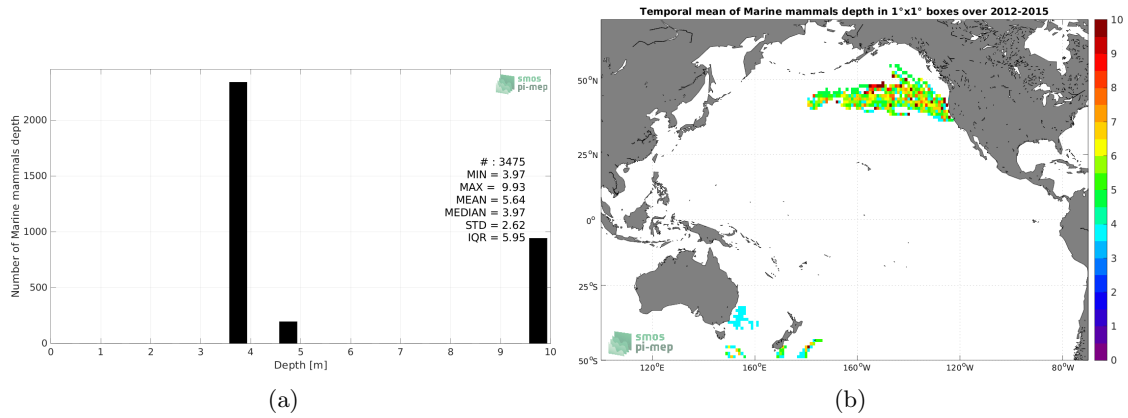 smos
pi-mep
Number of Marine mammals depth
2000
1500
1000
500
0
# : 3475
MIN = 3.97
MAX = 9.93
MEAN = 5.64
MEDIAN = 3.97
STD = 2.62
IQR = 5.95
0 1 2 3 4 5 6 7 8 9 10
Depth [m]
(a)
Temporal mean of Marine mammals depth in 1°x1° boxes over 2012-2015
50°N
25°N
0°
25°S
50°S
120°E 160°E 160°W 120°W 80°W
smos
pi-mep
10
9
8
7
6
5
4
3
2
1
0
(b)